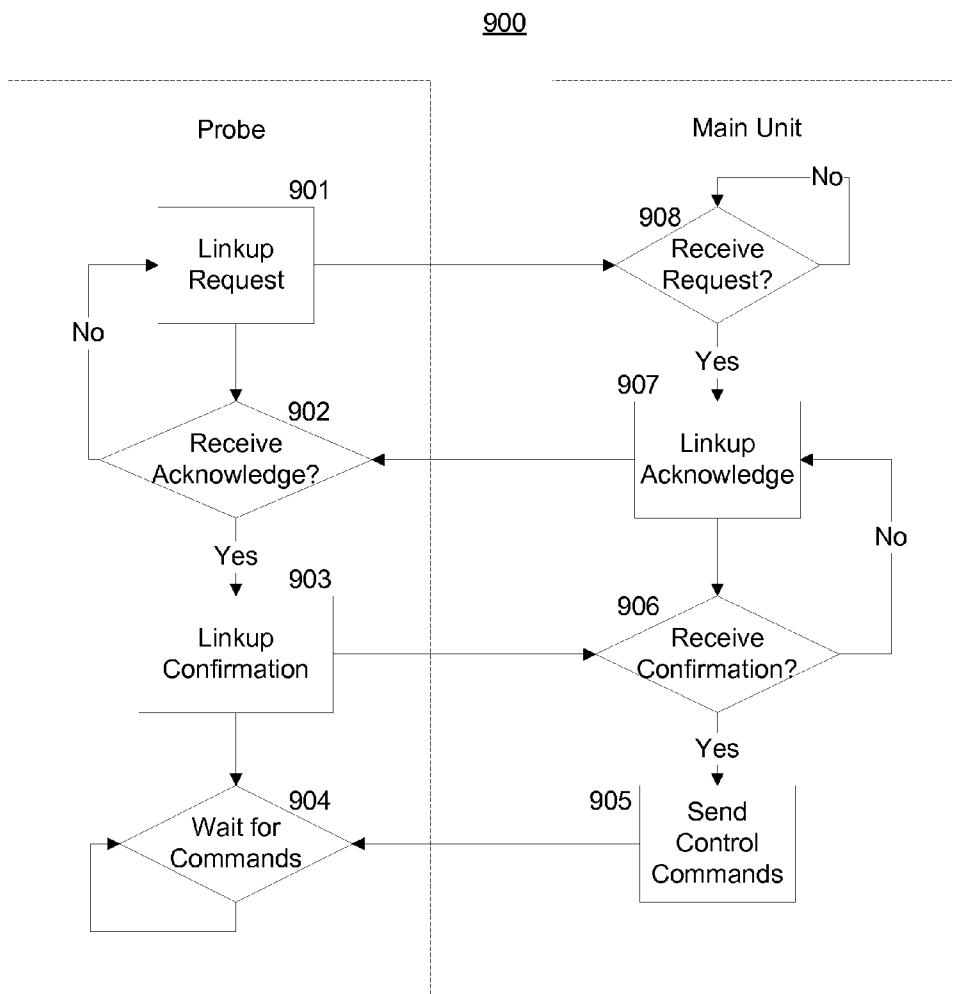 900
Probe
Main Unit
901
Linkup
Request
No
908
Receive
Request?
No
Yes
902
Receive
Acknowledge?
907
Linkup
Acknowledge
No
Yes
903
Linkup
Confirmation
906
Receive
Confirmation?
Yes
904
Wait for
Commands
905
Send
Control
Commands